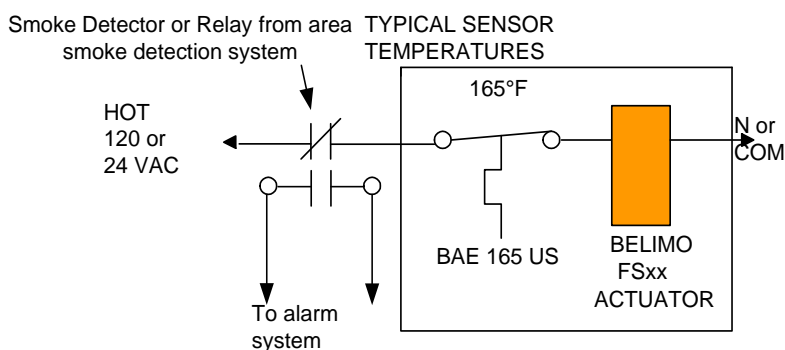 Smoke Detector or Relay from area
smoke detection system
TYPICAL SENSOR
TEMPERATURES
165°F
HOT
120 or
24 VAC
N or
COM
BAE 165 US
BELIMO
FSxx
ACTUATOR
To alarm
system